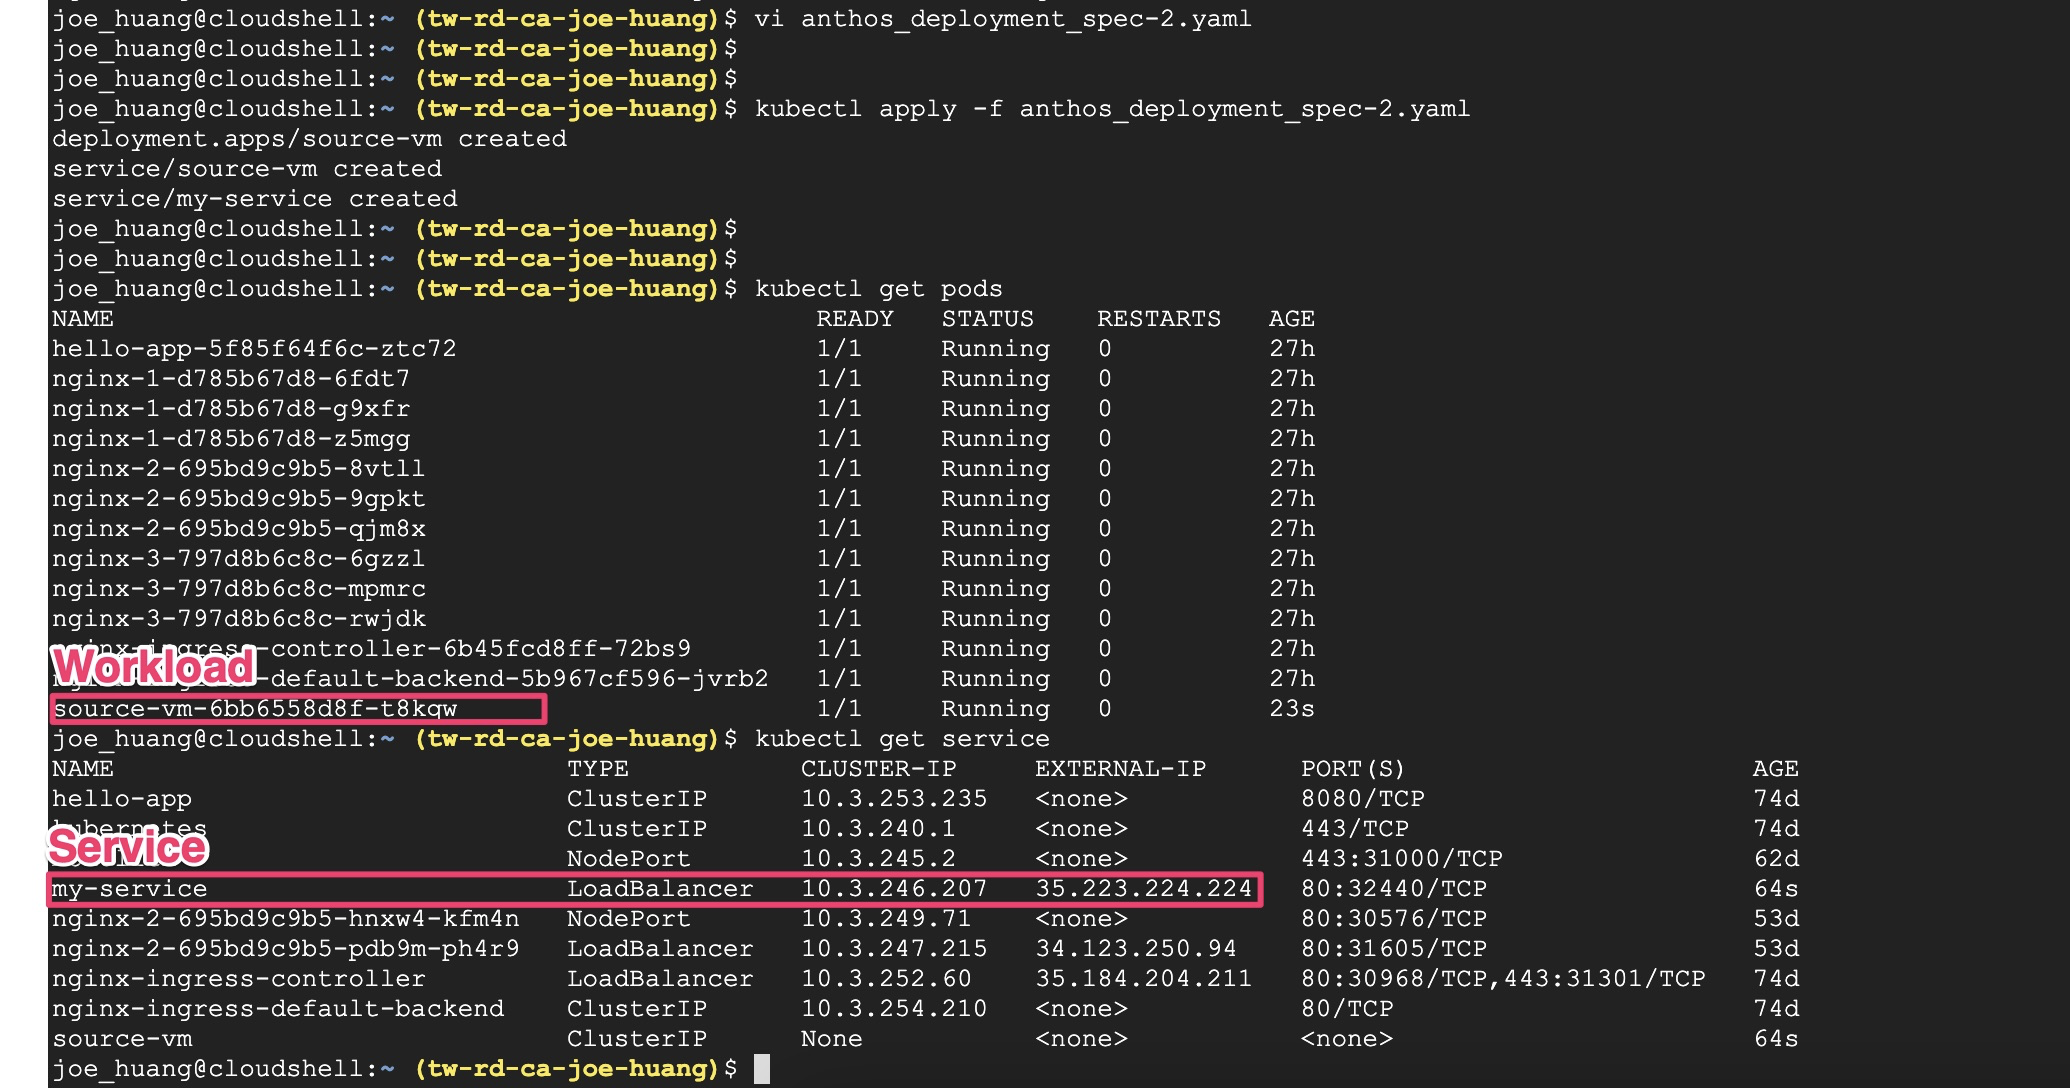 joe_huang@cloudshell:~ (tw-rd-ca-joe-huang)$ vi anthos_deployment_spec-2.yaml
joe_huang@cloudshell:~ (tw-rd-ca-joe-huang)$
joe_huang@cloudshell:~ (tw-rd-ca-joe-huang)$
joe_huang@cloudshell:~ (tw-rd-ca-joe-huang)$ kubectl apply -f anthos_deployment_spec-2.yaml
deployment.apps/source-vm created
service/source-vm created
service/my-service created
joe_huang@cloudshell:~ (tw-rd-ca-joe-huang)$
joe_huang@cloudshell:~ (tw-rd-ca-joe-huang)$
joe_huang@cloudshell:~ (tw-rd-ca-joe-huang)$ kubectl get pods
NAME READY STATUS RESTARTS AGE
hello-app-5f85f64f6c-ztc72 1/1 Running 0 27h
nginx-1-d785b67d8-6fdt7 1/1 Running 0 27h
nginx-1-d785b67d8-g9xfr 1/1 Running 0 27h
nginx-1-d785b67d8-z5mgg 1/1 Running 0 27h
nginx-2-695bd9c9b5-8vtll 1/1 Running 0 27h
nginx-2-695bd9c9b5-9gpkt 1/1 Running 0 27h
nginx-2-695bd9c9b5-qjm8x 1/1 Running 0 27h
nginx-3-797d8b6c8c-6gzzl 1/1 Running 0 27h
nginx-3-797d8b6c8c-mpmrc 1/1 Running 0 27h
nginx-3-797d8b6c8c-rwjdk 1/1 Running 0 27h
nginx-ingress-controller-6b45fcd8ff-72bs9 1/1 Running 0 27h
Workload
-default-backend-5b967cf596-jvrb2 1/1 Running 0 27h
source-vm-6bb6558d8f-t8kqw 1/1 Running 0 23s
joe_huang@cloudshell:~ (tw-rd-ca-joe-huang)$ kubectl get service
NAME TYPE CLUSTER-IP EXTERNAL-IP PORT(S) AGE
hello-app ClusterIP 10.3.253.235 <none> 8080/TCP 74d
kubernetes ClusterIP 10.3.240.1 <none> 443/TCP 74d
Service
NodePort 10.3.245.2 <none> 443:31000/TCP 62d
my-service LoadBalancer 10.3.246.207 35.223.224.224 80:32440/TCP 64s
nginx-2-695bd9c9b5-hnxw4-kfm4n NodePort 10.3.249.71 <none> 80:30576/TCP 53d
nginx-2-695bd9c9b5-pdb9m-ph4r9 LoadBalancer 10.3.247.215 34.123.250.94 80:31605/TCP 53d
nginx-ingress-controller LoadBalancer 10.3.252.60 35.184.204.211 80:30968/TCP,443:31301/TCP 74d
nginx-ingress-default-backend ClusterIP 10.3.254.210 <none> 80/TCP 74d
source-vm ClusterIP None <none> <none> 64s
joe_huang@cloudshell:~ (tw-rd-ca-joe-huang)$